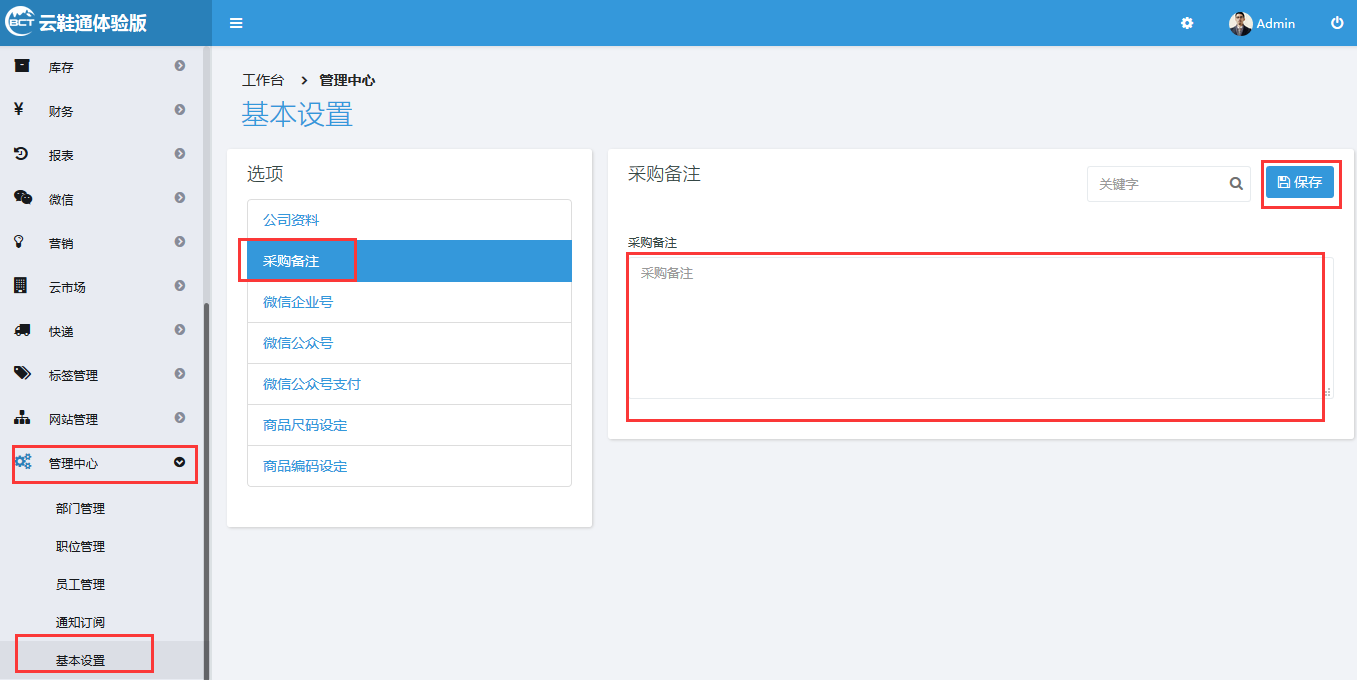 BCT 云鞋通体验版
Admin
库存
财务
报表
微信
营销
云市场
快递
标签管理
网站管理
管理中心
部门管理
职位管理
员工管理
通知订阅
基本设置
工作台 > 管理中心
基本设置
选项
公司资料
采购备注
微信企业号
微信公众号
微信公众号支付
商品尺码设定
商品编码设定
采购备注
关键字
保存
采购备注
采购备注